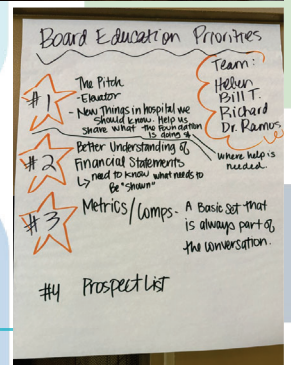 Board Education Priorities
Team:
Helen
Bill T.
Richard
Dr. Ramus
#1
The Pitch
- Elevator
- New Things in hospital we
should know. Help us
share what the Foundation
is doing &
where help is
needed.
#2
Better Understanding of
Financial Statements
↳ need to know what needs to
Be "shown"
#3
Metrics/Comps - A Basic Set that
is always part of
the conversation.
#4 Prospect List